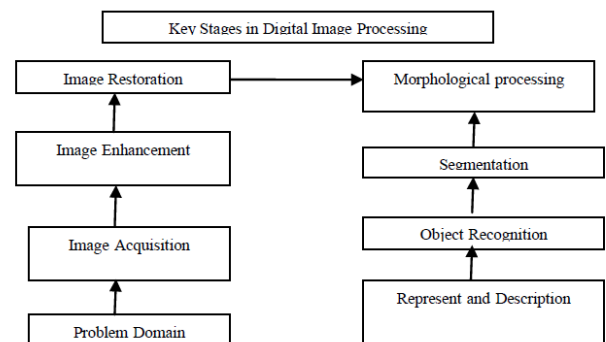 Key Stages in Digital Image Processing
Image Restoration
Morphological processing
Image Enhancement
Segmentation
Image Acquisition
Object Recognition
Represent and Description
Problem Domain